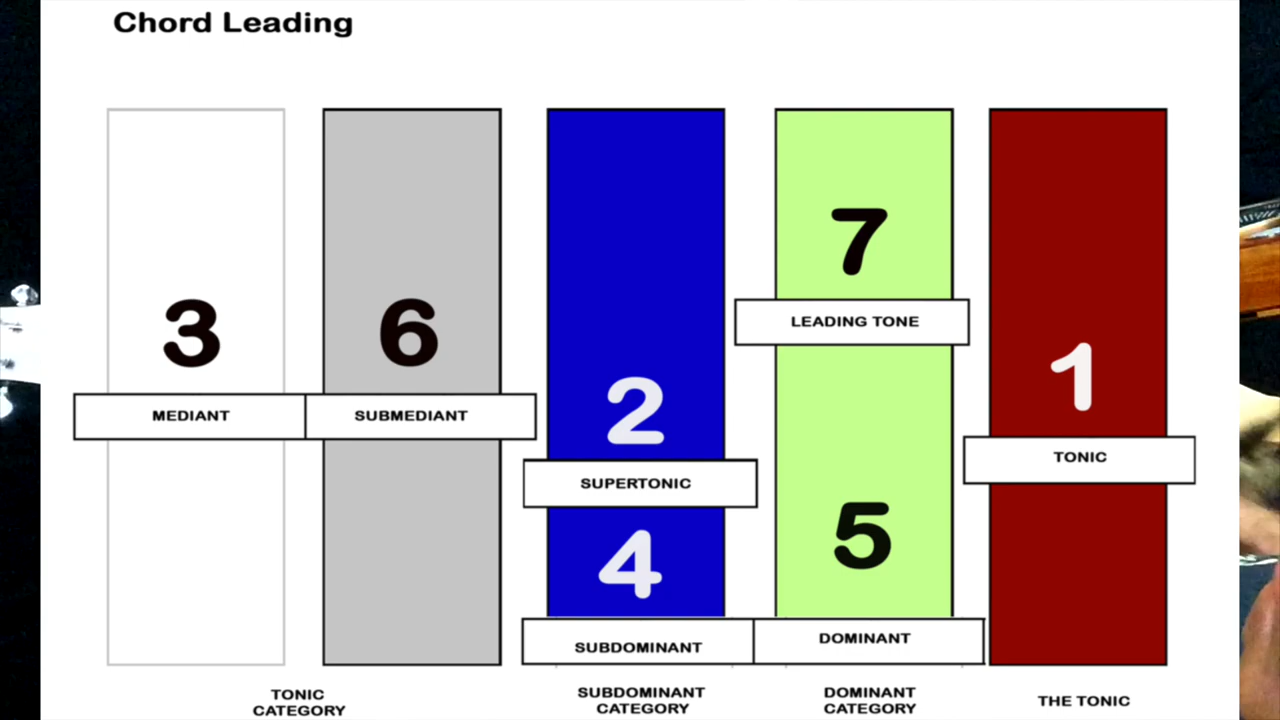 Chord Leading
3
6
2
4
7
5
1
MEDIANT
SUBMEDIANT
SUPERTONIC
SUBDOMINANT
LEADING TONE
DOMINANT
TONIC
TONIC
CATEGORY
SUBDOMINANT
CATEGORY
DOMINANT
CATEGORY
THE TONIC